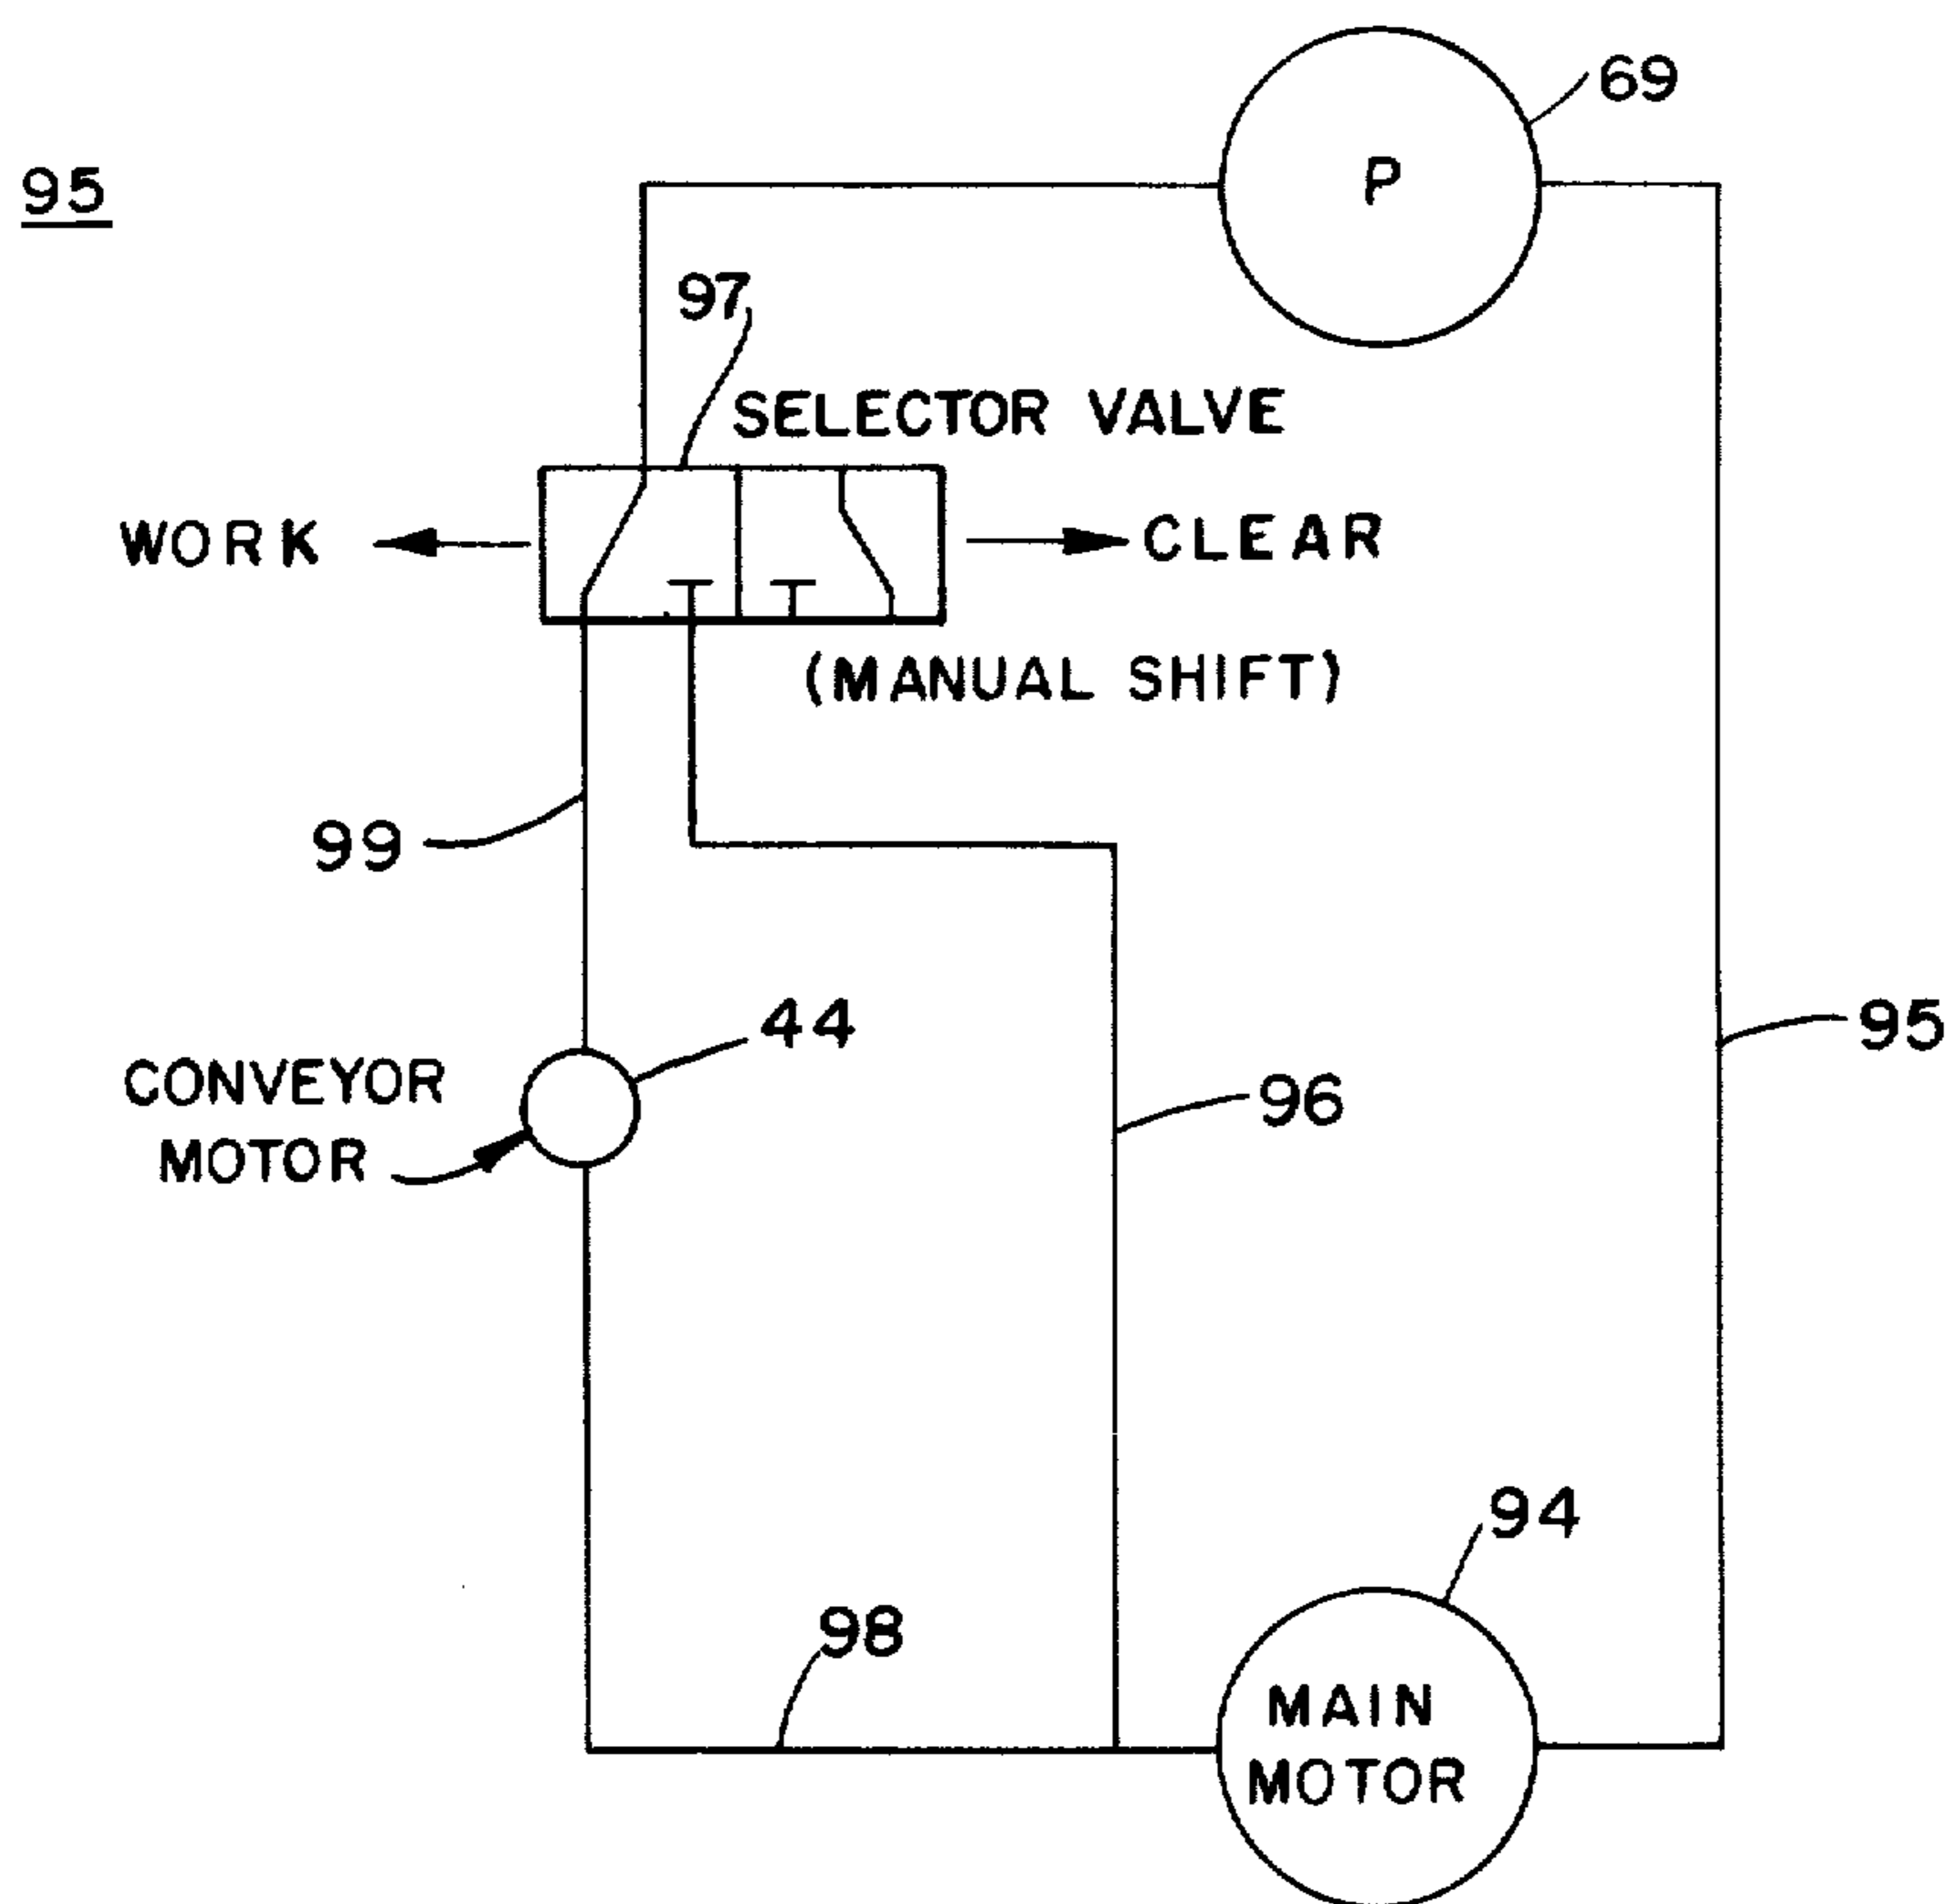 69
P
95
97
SELECTOR VALVE
WORK
CLEAR
(MANUAL SHIFT)
99
44
95
CONVEYOR
MOTOR
96
94
98
MAIN
MOTOR